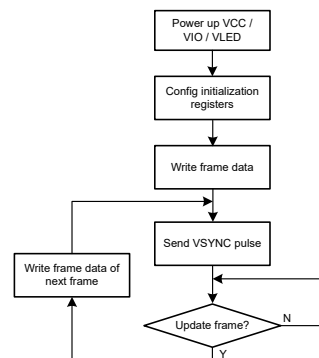 Power up VCC /
VIO / VLED
Config initialization
registers
Write frame data
Send VSYNC pulse
Write frame data of
next frame
Update frame?
N
Y